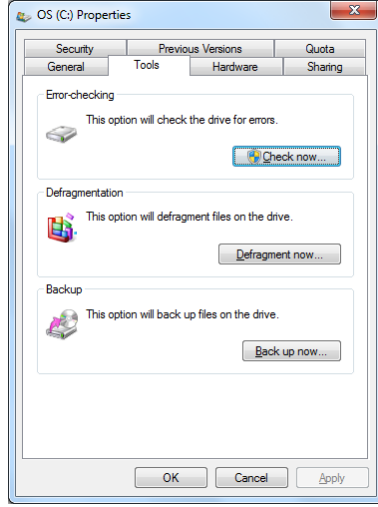 OS (C:) Properties
Security Previous Versions Quota
General Tools Hardware Sharing
Error-checking
This option will check the drive for errors.
Check now...
Defragmentation
This option will defragment files on the drive.
Defragment now...
Backup
This option will back up files on the drive.
Back up now...
OK Cancel Apply